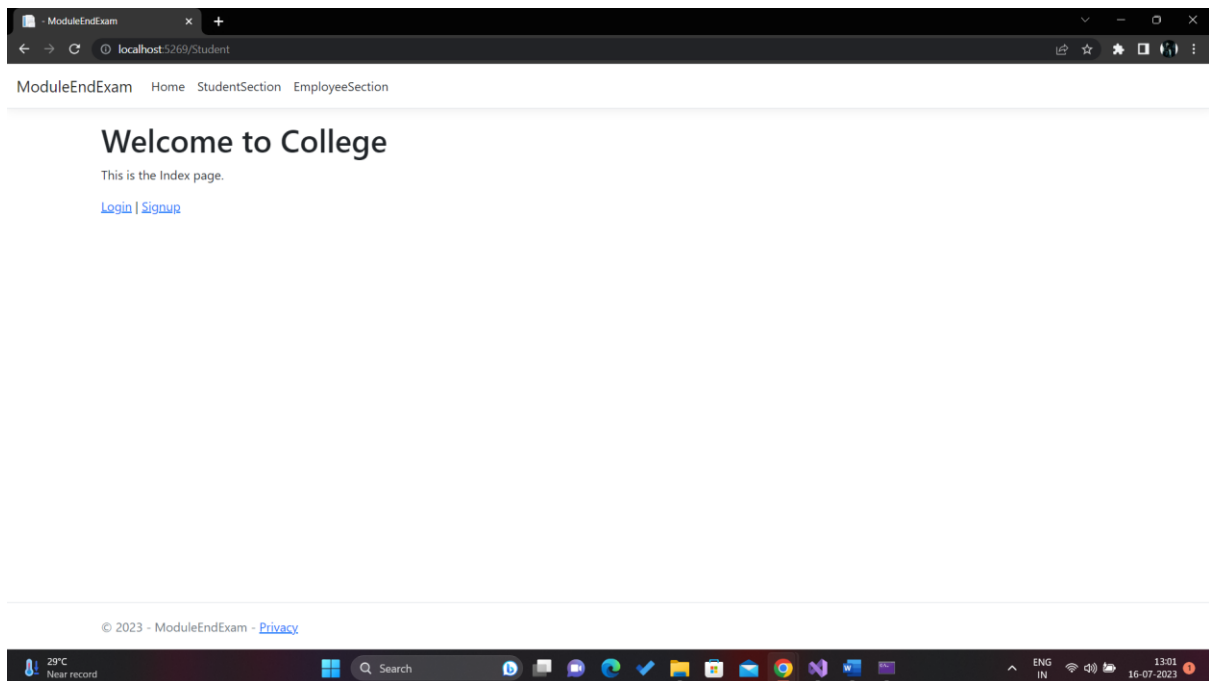 - ModuleEndExam
localhost:5269/Student
ModuleEndExam Home StudentSection EmployeeSection
Welcome to College
This is the Index page.
Login | Signup
© 2023 - ModuleEndExam - Privacy
29°C
Near record
Search
ENG
IN
13:01
16-07-2023
1